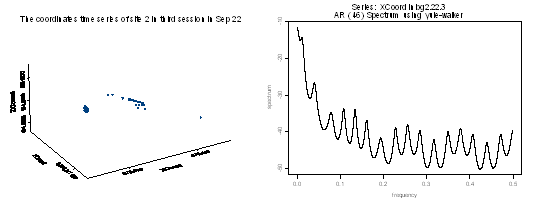 The coordinates time series of site 2 in third session in Sep 22
Series: XCoord in bg2.22.3
AR (46) Spectrum using yule-walker
spectrum
-10
-20
-30
-40
-50
0.0 0.1 0.2 0.3 0.4 0.5
frequency